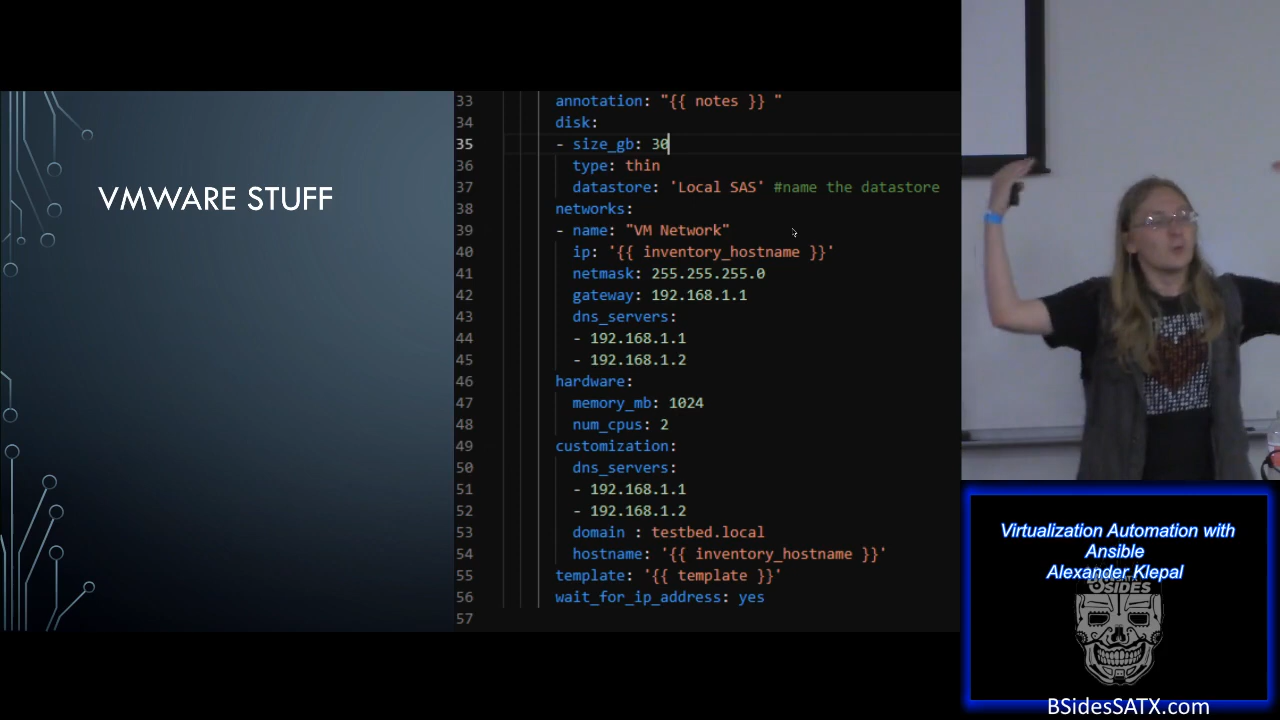 VMWARE STUFF
33 annotation: "{{ notes }} "
34 disk:
35 - size_gb: 30
36 type: thin
37 datastore: 'Local SAS' #name the datastore
38 networks:
39 - name: "VM Network"
40 ip: '{{ inventory_hostname }}'
41 netmask: 255.255.255.0
42 gateway: 192.168.1.1
43 dns_servers:
44 - 192.168.1.1
45 - 192.168.1.2
46 hardware:
47 memory_mb: 1024
48 num_cpus: 2
49 customization:
50 dns_servers:
51 - 192.168.1.1
52 - 192.168.1.2
53 domain : testbed.local
54 hostname: '{{ inventory_hostname }}'
55 template: '{{ template }}'
56 wait_for_ip_address: yes
57
Virtualization Automation with
Ansible
Alexander Klepal
BSIDES
BSidesSATX.com